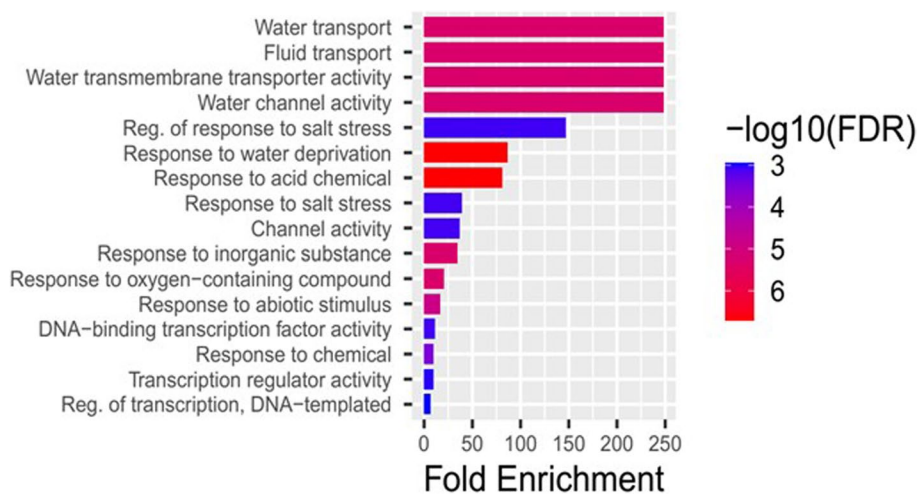 Water transport
Fluid transport
Water transmembrane transporter activity
Water channel activity
Reg. of response to salt stress
Response to water deprivation
Response to acid chemical
Response to salt stress
Channel activity
Response to inorganic substance
Response to oxygen−containing compound
Response to abiotic stimulus
DNA−binding transcription factor activity
Response to chemical
Transcription regulator activity
Reg. of transcription, DNA−templated
0 50 100 150 200 250
Fold Enrichment
−log10(FDR)
3
4
5
6